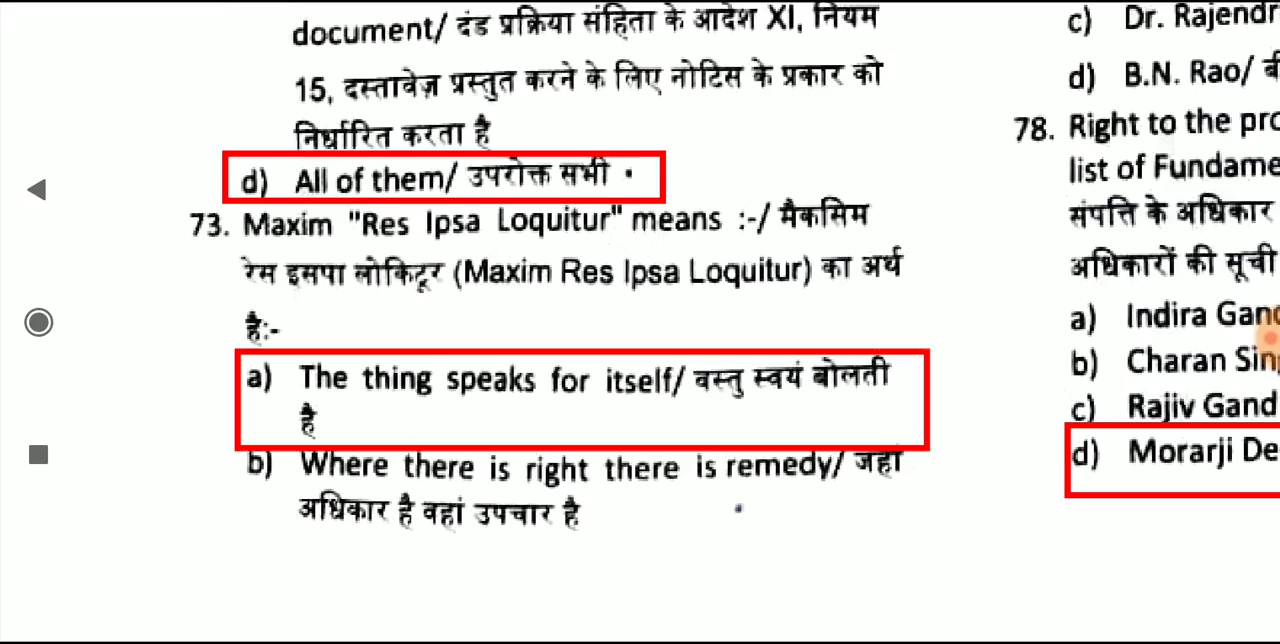 document/ दंड प्रक्रिया संहिता के आदेश XI, नियम
15, दस्तावेज़ प्रस्तुत करने के लिए नोटिस के प्रकार को
निर्धारित करता है
d) All of them/ उपरोक्त सभी
73. Maxim "Res Ipsa Loquitur" means :-/ मैकसिम
रेस इसपा लोकिटूर (Maxim Res Ipsa Loquitur) का अर्थ
है:-
a) The thing speaks for itself/ वस्तु स्वयं बोलती
है
b) Where there is right there is remedy/ जहां
अधिकार है वहां उपचार है
c) Dr. Rajendr
d) B.N. Rao/
78. Right to the pro
list of Fundame
संपत्ति के अधिकार
अधिकारों की सूची
a) Indira Gand
b) Charan Sin
c) Rajiv Gand
d) Morarji De